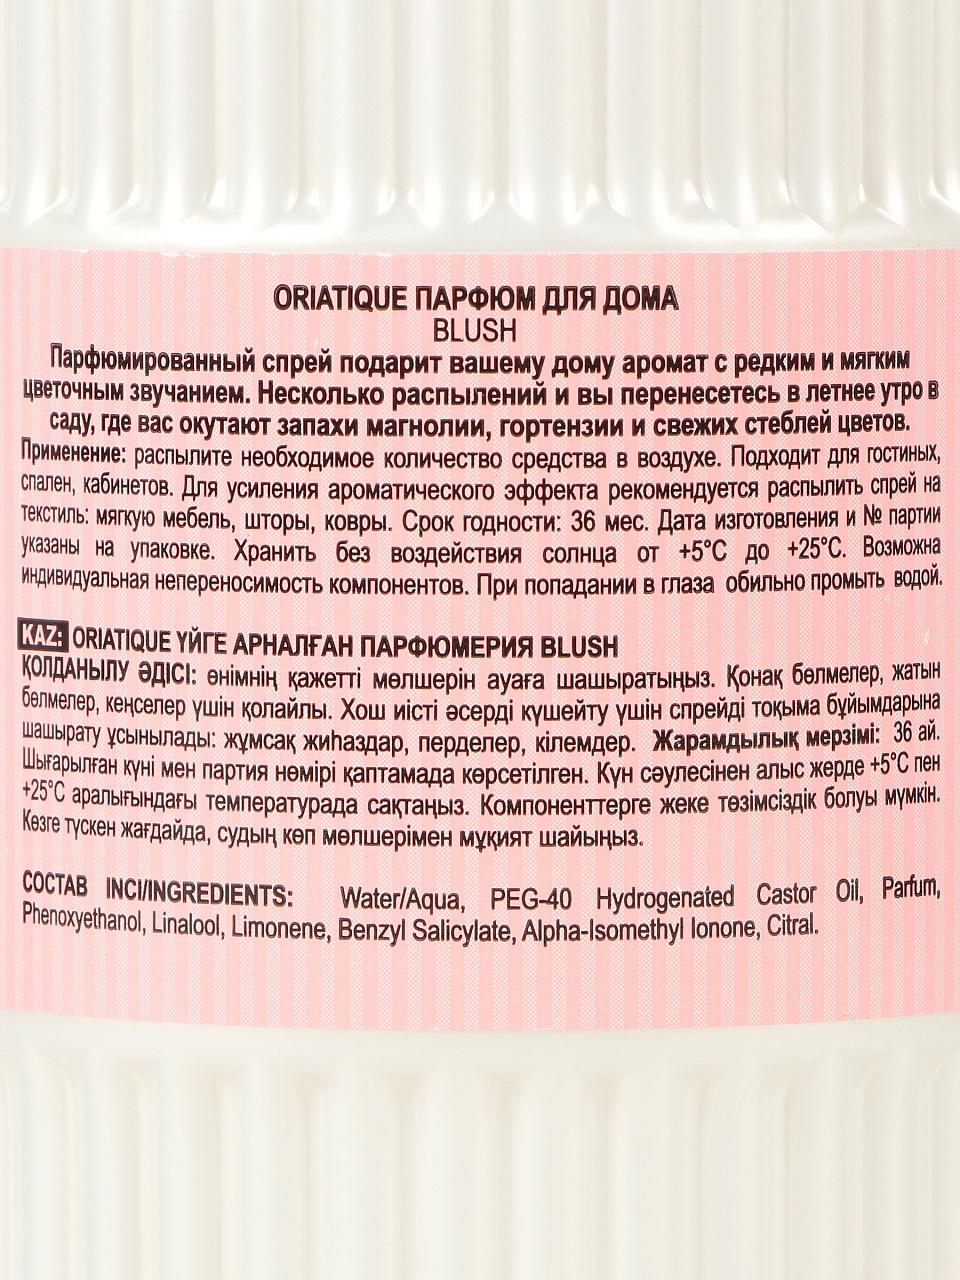 ORIATIQUE ПАРФЮМ ДЛЯ ДОМА
BLUSH
Парфюмированный спрей подарит вашему дому аромат с редким и мягким
цветочным звучанием. Несколько распылений и вы перенесетесь в летнее утро в
саду, где вас окутают запахи магнолии, гортензии и свежих стеблей цветов.
Применение: распылите необходимое количество средства в воздухе. Подходит для гостиных,
спален, кабинетов. Для усиления ароматического эффекта рекомендуется распылить спрей на
текстиль: мягкую мебель, шторы, ковры. Срок годности: 36 мес. Дата изготовления и № партии
указаны на упаковке. Хранить без воздействия солнца от +5°С до +25°С. Возможна
индивидуальная непереносимость компонентов. При попадании в глаза обильно промыть водой.
KAZ: ORIATIQUE ҮЙГЕ АРНАЛҒАН ПАРФЮМЕРИЯ BLUSH
ҚОЛДАНЫЛУ ӘДІСІ: өнімнің қажетті мөлшерін ауаға шашыратыңыз. Қонақ бөлмелер, жатын
бөлмелер, кеңселер үшін қолайлы. Хош иісті әсерді күшейту үшін спрейді тоқыма бұйымдарына
шашырату ұсынылады: жұмсақ жиһаздар, перделер, кілемдер. Жарамдылық мерзімі: 36 ай.
Шығарылған күні мен партия нөмірі қаптамада көрсетілген. Күн сәулесінен алыс жерде +5°С пен
+25°С аралығындағы температурада сақтаңыз. Компоненттерге жеке төзімсіздік болуы мүмкін.
Көзге түскен жағдайда, судың көп мөлшерімен мұқият шайыңыз.
СОСТАВ INCI/INGREDIENTS: Water/Aqua, PEG-40 Hydrogenated Castor Oil, Parfum,
Phenoxyethanol, Linalool, Limonene, Benzyl Salicylate, Alpha-Isomethyl Ionone, Citral.